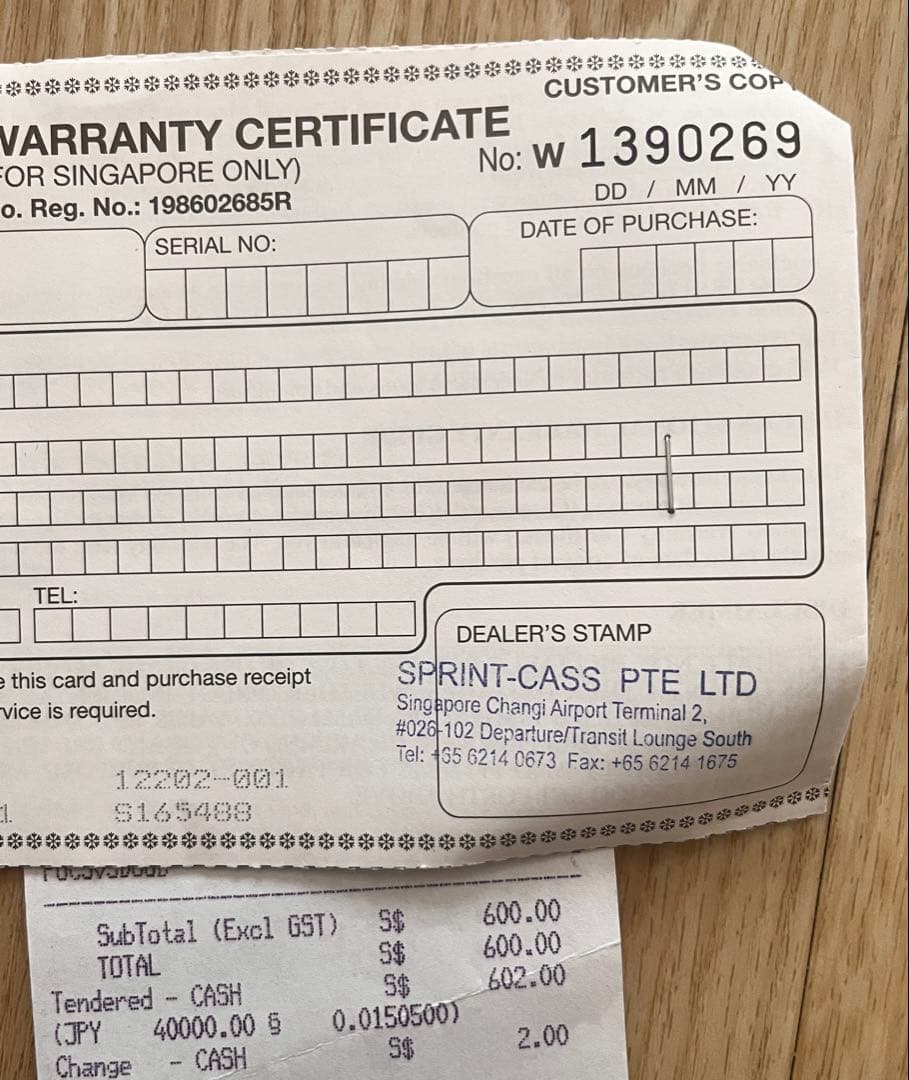 CUSTOMER'S COPY
WARRANTY CERTIFICATE
No: W 1390269
FOR SINGAPORE ONLY)
DD / MM / YY
o. Reg. No.: 198602685R
SERIAL NO:
DATE OF PURCHASE:
TEL:
DEALER'S STAMP
e this card and purchase receipt
rvice is required.
SPRINT-CASS PTE LTD
Singapore Changi Airport Terminal 2,
#026-102 Departure/Transit Lounge South
Tel: +65 6214 0673 Fax: +65 6214 1675
12202-001
1 S165488
SubTotal (Excl GST) S$ 600.00
TOTAL S$ 600.00
Tendered - CASH S$ 602.00
(JPY 40000.00 @ 0.0150500)
Change - CASH S$ 2.00